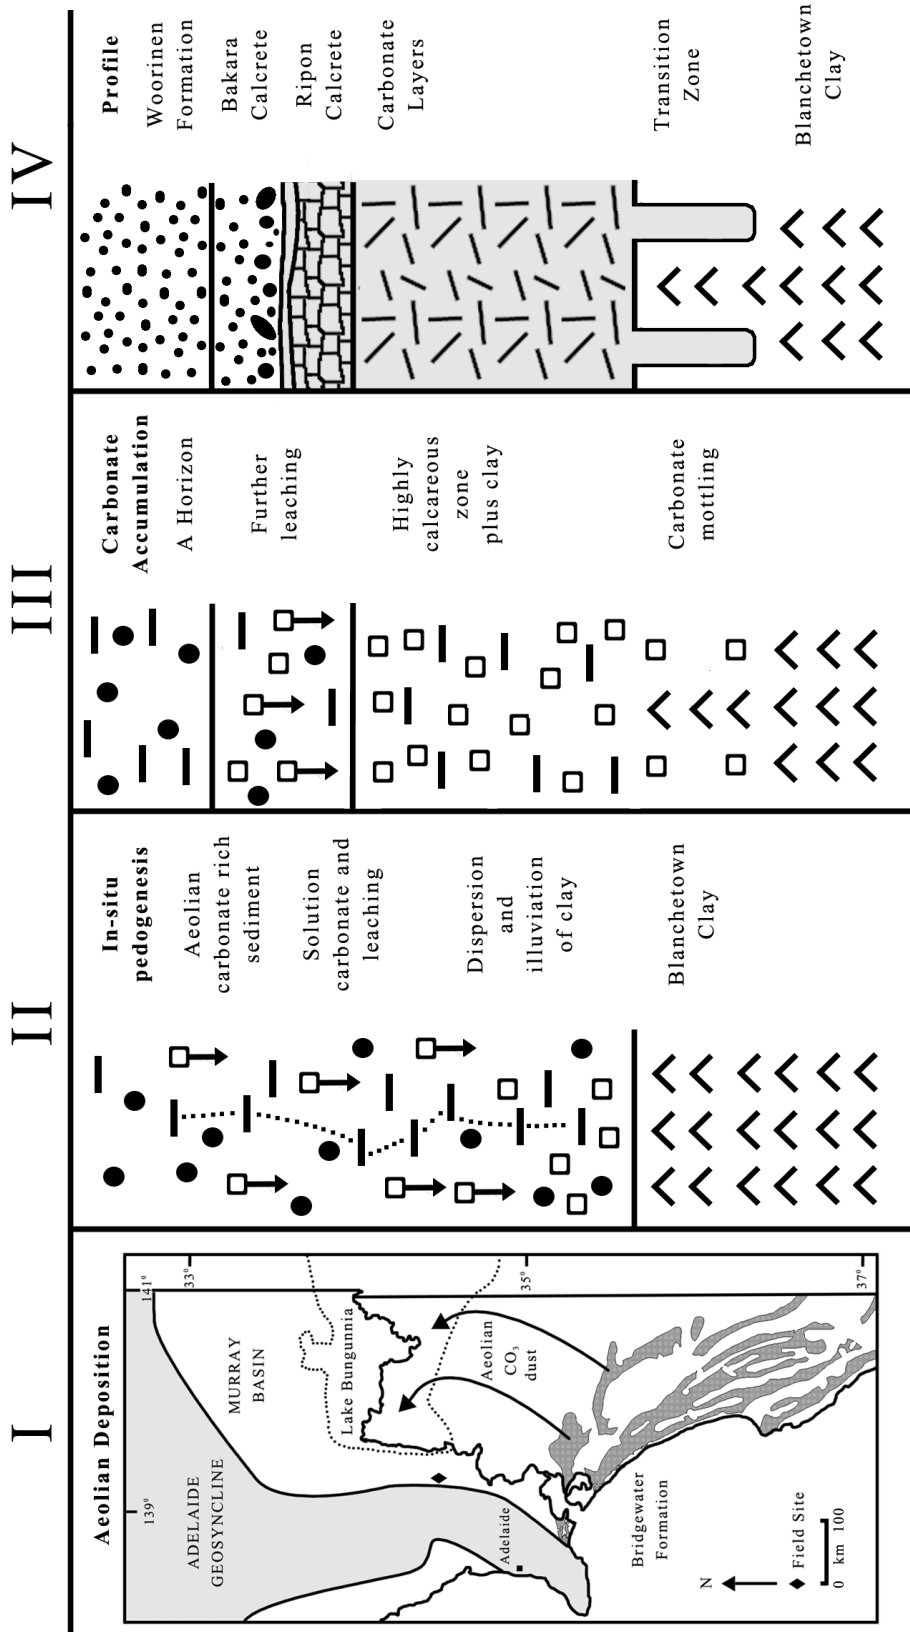 I
Aeolian Deposition
139°
141°
33°
35°
37°
ADELAIDE
GEOSYNCLINE
MURRAY
BASIN
Lake Bungunnia
Aeolian
CO3
dust
Adelaide
Bridgewater
Formation
N
Field Site
0 km 100
II
In-situ
pedogenesis
Aeolian
carbonate rich
sediment
Solution
carbonate and
leaching
Dispersion
and
illuviation
of clay
Blanchetown
Clay
III
Carbonate
Accumulation
A Horizon
Further
leaching
Highly
calcareous
zone
plus clay
Carbonate
mottling
IV
Profile
Woorinen
Formation
Bakara
Calcrete
Ripon
Calcrete
Carbonate
Layers
Transition
Zone
Blanchetown
Clay